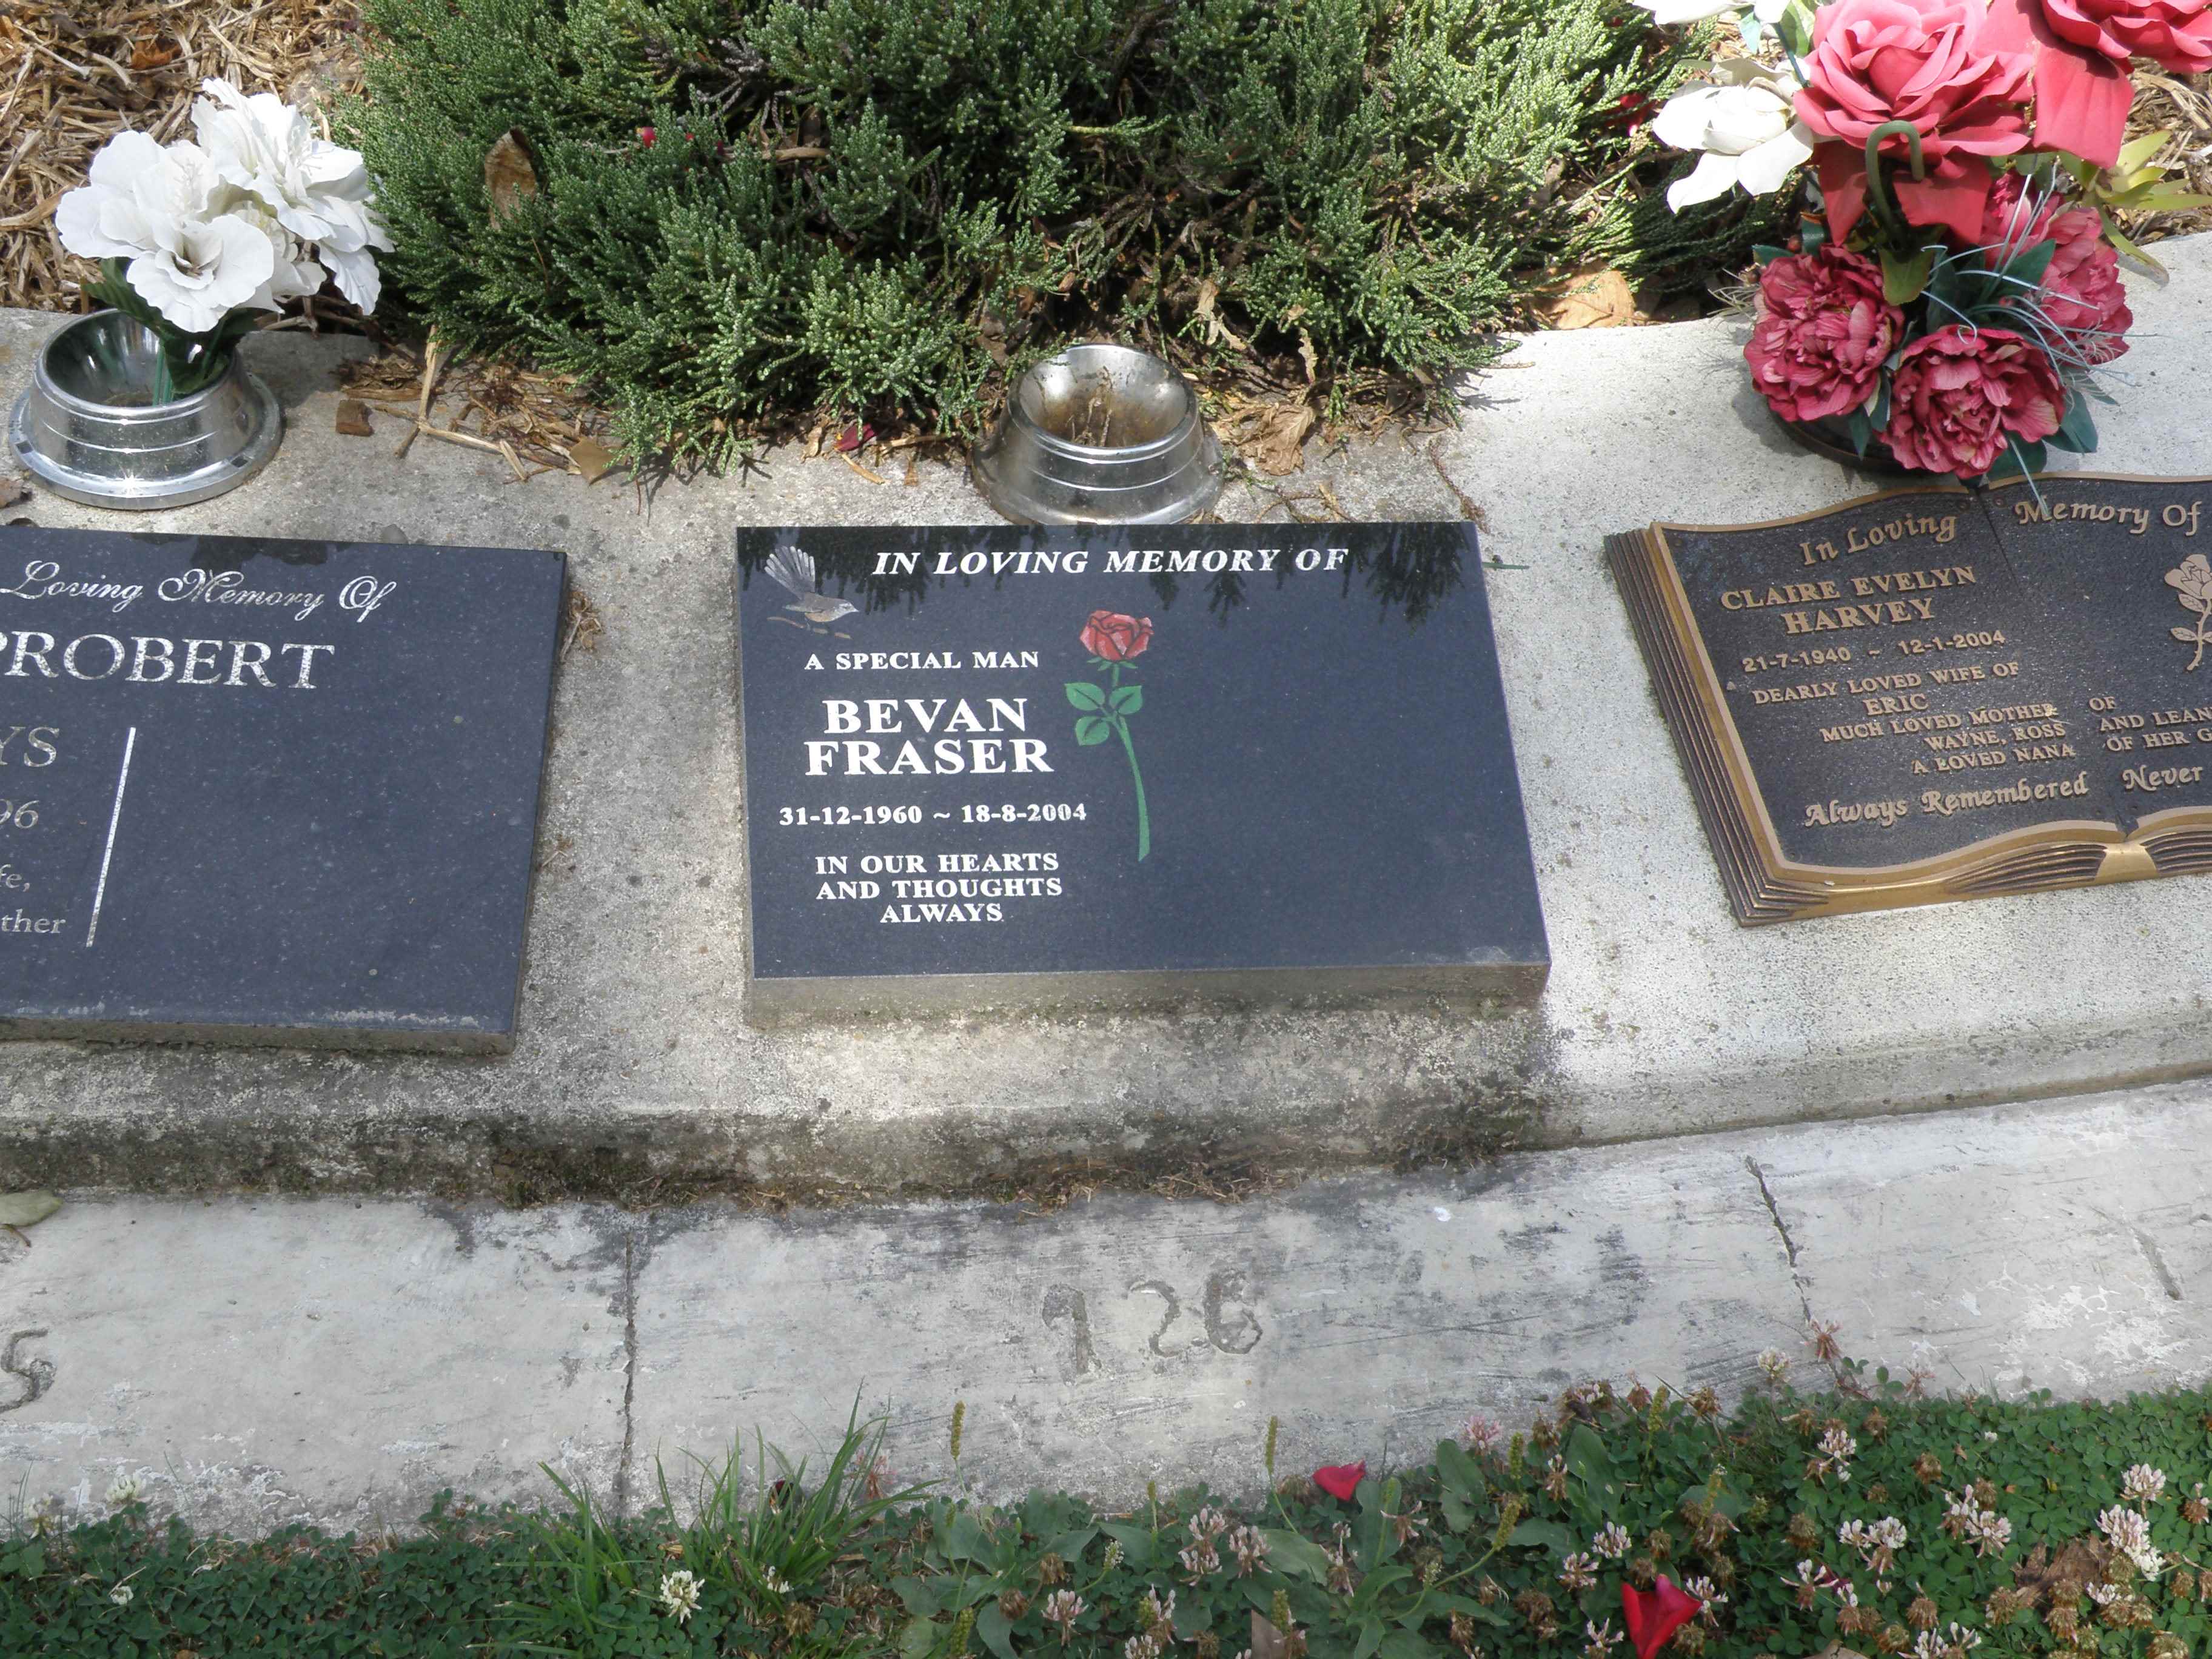 Loving Memory Of
PROBERT
YS
96
fe,
ther
IN LOVING MEMORY OF
A SPECIAL MAN
BEVAN
FRASER
31-12-1960 ~ 18-8-2004
IN OUR HEARTS
AND THOUGHTS
ALWAYS
In Loving Memory Of
CLAIRE EVELYN
HARVEY
21-7-1940 ~ 12-1-2004
DEARLY LOVED WIFE OF
ERIC
MUCH LOVED MOTHER OF
WAYNE, ROSS AND LEAN
A LOVED NANA OF HER G
Always Remembered Never
5
126